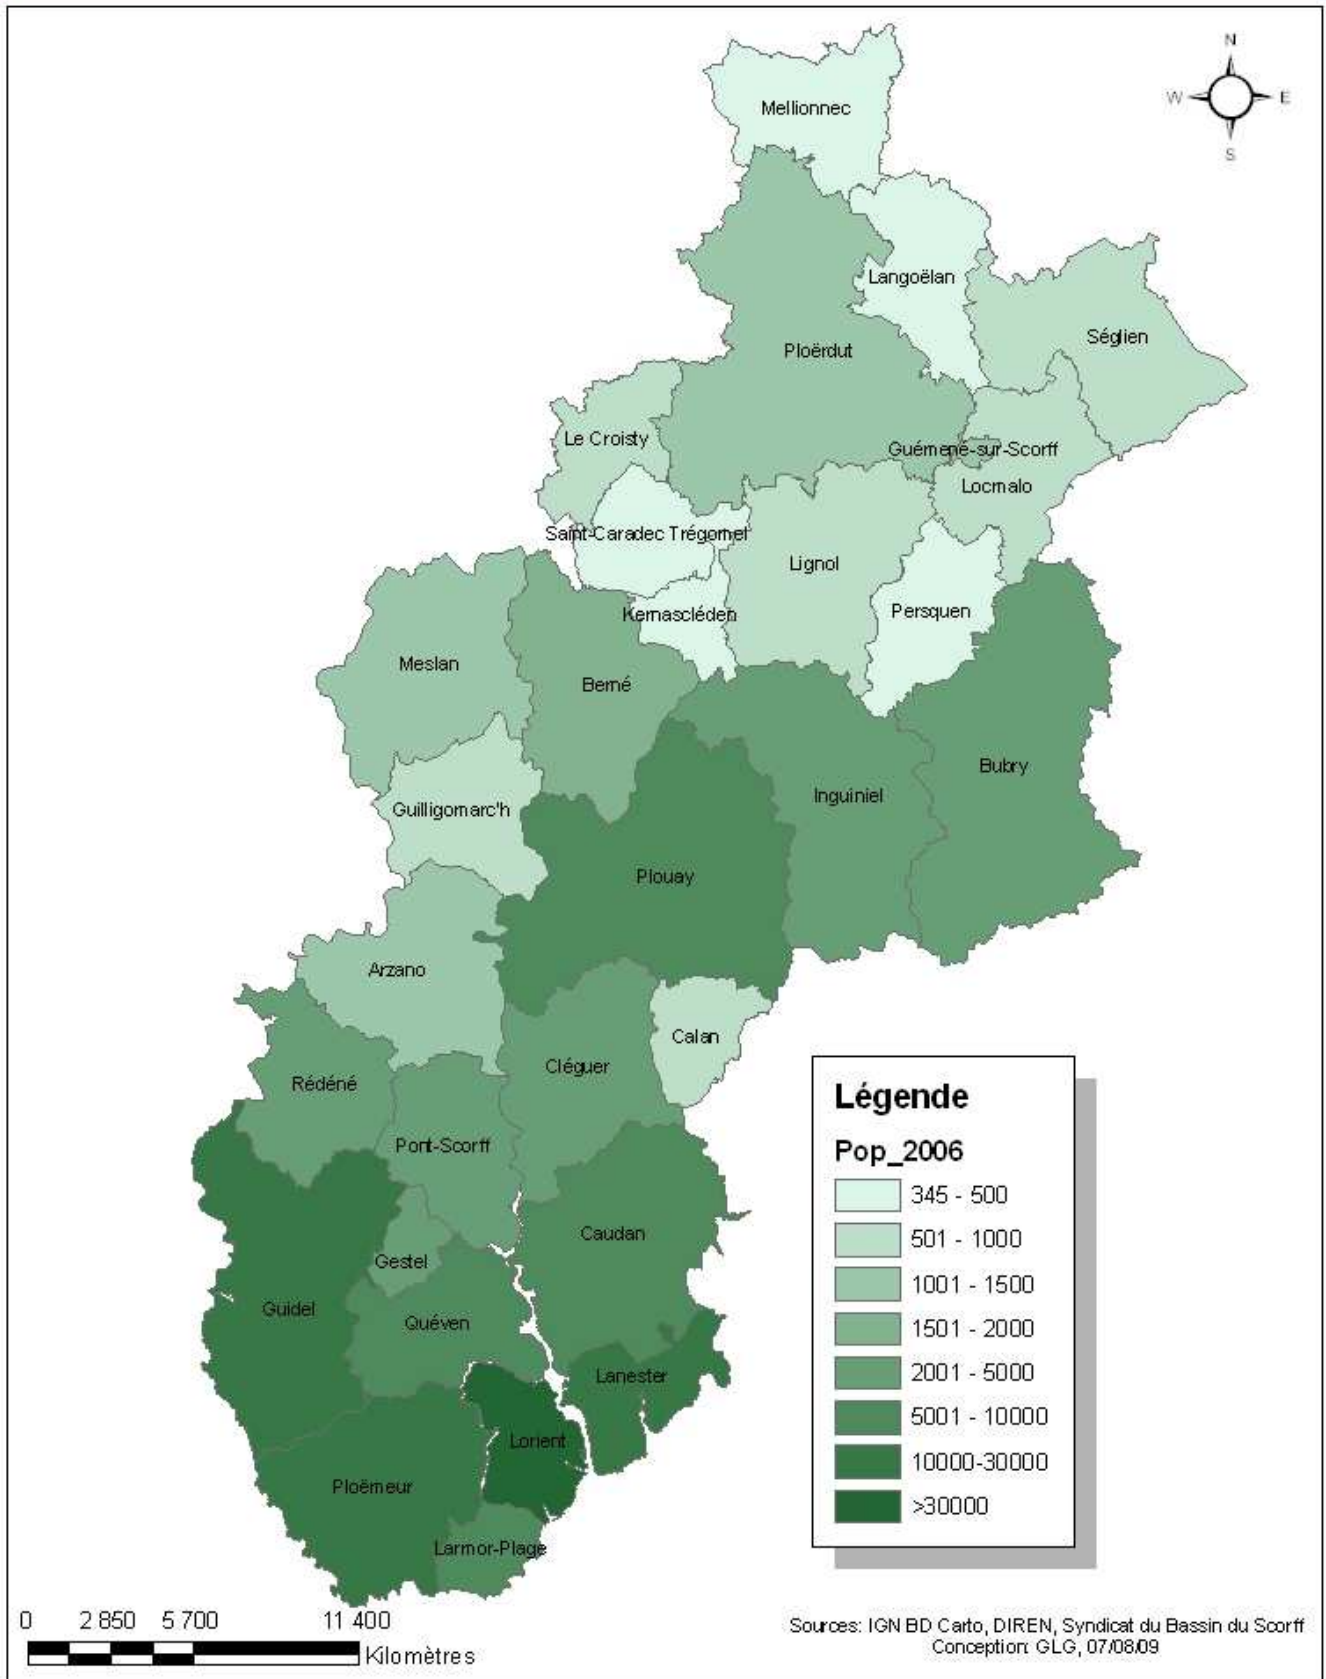 N
W E
S
Mellionnec
Langoëlan
Séglien
Ploërdut
Le Croisty
Guémené-sur-Scorff
Locmalo
Saint-Caradec Trégomel
Lignol
Kernascléden
Persquen
Meslan
Berné
Bubry
Inguiniel
Guilligomarc'h
Plouay
Arzano
Calan
Cléguer
Rédéné
Pont-Scorff
Caudan
Gestel
Guidel
Quéven
Lanester
Lorient
Ploëmeur
Larmor-Plage
Légende
Pop_2006
345 - 500
501 - 1000
1001 - 1500
1501 - 2000
2001 - 5000
5001 - 10000
10000-30000
>30000
0 2 850 5 700 11 400
Kilomètres
Sources: IGN BD Carto, DIREN, Syndicat du Bassin du Scorff
Conception: GLG, 07/08/09